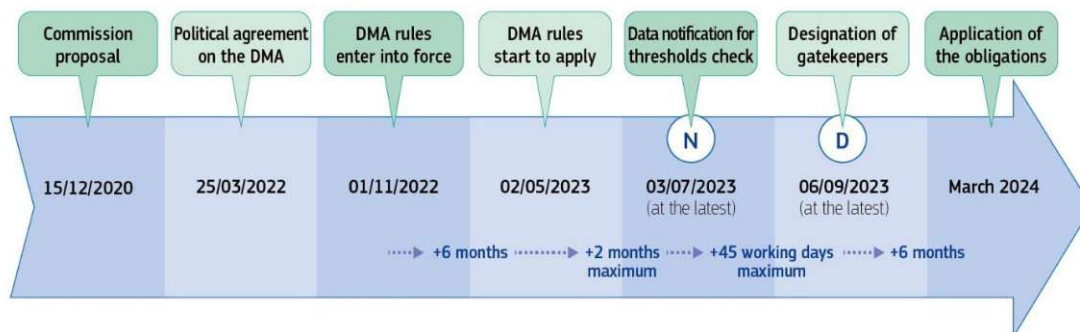 Commission
proposal
Political agreement
on the DMA
DMA rules
enter into force
DMA rules
start to apply
Data notification for
thresholds check
Designation of
gatekeepers
Application of
the obligations
N
D
15/12/2020
25/03/2022
01/11/2022
02/05/2023
03/07/2023
(at the latest)
06/09/2023
(at the latest)
March 2024
+6 months
+2 months
maximum
+45 working days
maximum
+6 months